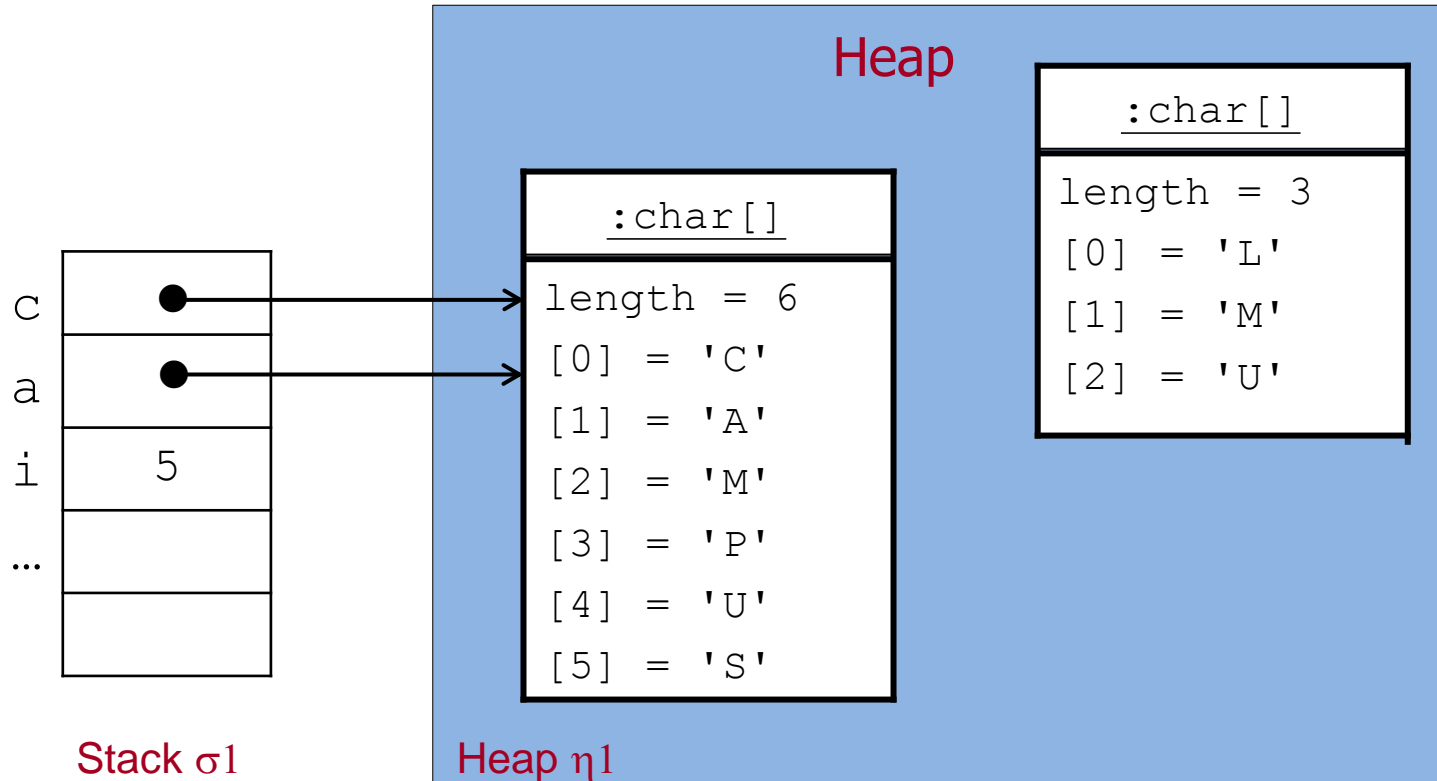 Heap
:char[]
length = 3
[0] = 'L'
[1] = 'M'
[2] = 'U'
:char[]
length = 6
[0] = 'C'
[1] = 'A'
[2] = 'M'
[3] = 'P'
[4] = 'U'
[5] = 'S'
c
a
i 5
…
Stack σ1
Heap η1